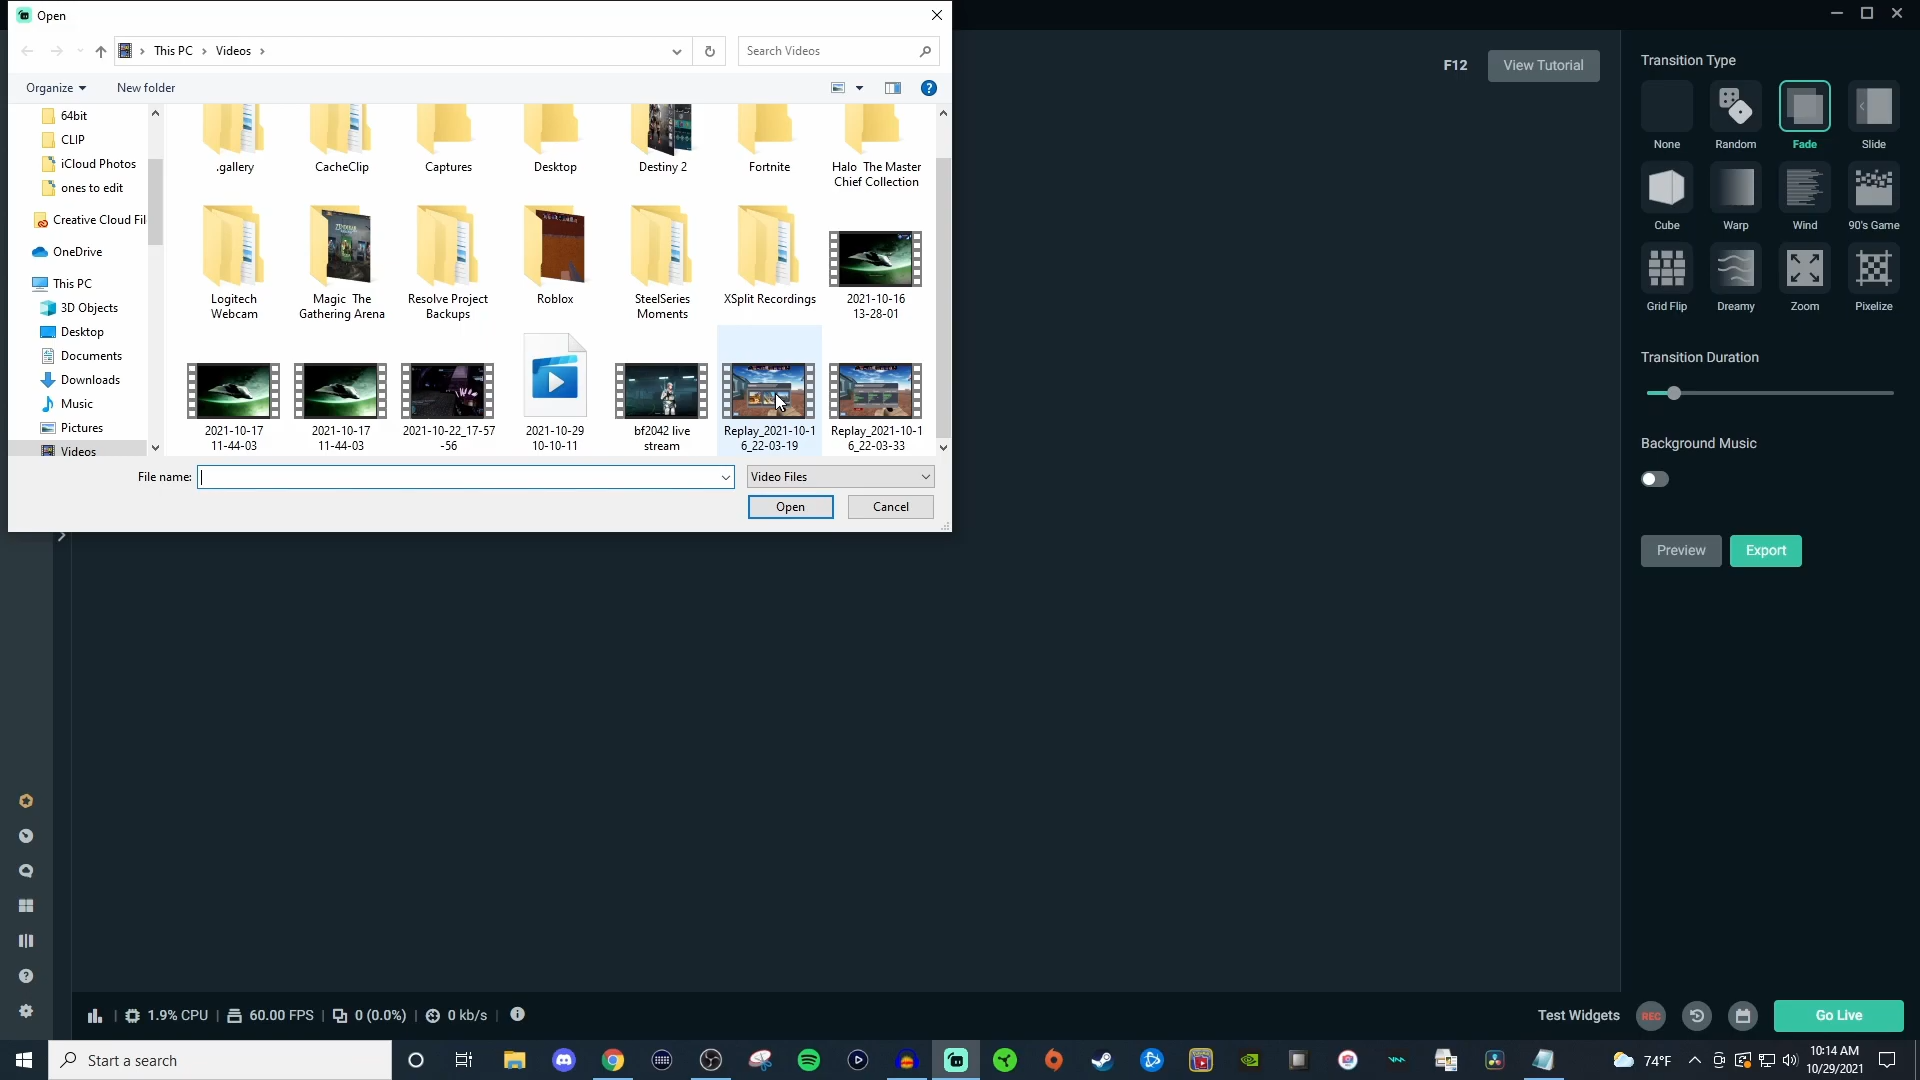 Open
This PC
Videos
Search Videos
Organize
New folder
64bit
CLIP
iCloud Photos
ones to edit
Creative Cloud Fil
OneDrive
This PC
3D Objects
Desktop
Documents
Downloads
Music
Pictures
Videos
.gallery
CacheClip
Captures
Desktop
Destiny 2
Fortnite
Halo The Master
Chief Collection
Logitech
Webcam
Magic The
Gathering Arena
Resolve Project
Backups
Roblox
SteelSeries
Moments
XSplit Recordings
2021-10-16
13-28-01
2021-10-17
11-44-03
2021-10-17
11-44-03
2021-10-22_17-57
-56
2021-10-29
10-10-11
bf2042 live
stream
Replay_2021-10-1
6_22-03-19
Replay_2021-10-1
6_22-03-33
File name:
Video Files
Open
Cancel
F12
View Tutorial
Transition Type
None
Random
Fade
Slide
Cube
Warp
Wind
90's Game
Grid Flip
Dreamy
Zoom
Pixelize
Transition Duration
Background Music
Preview
Export
1.9% CPU
60.00 FPS
0 (0.0%)
0 kb/s
Test Widgets
REC
Go Live
Start a search
74°F
10:14 AM
10/29/2021